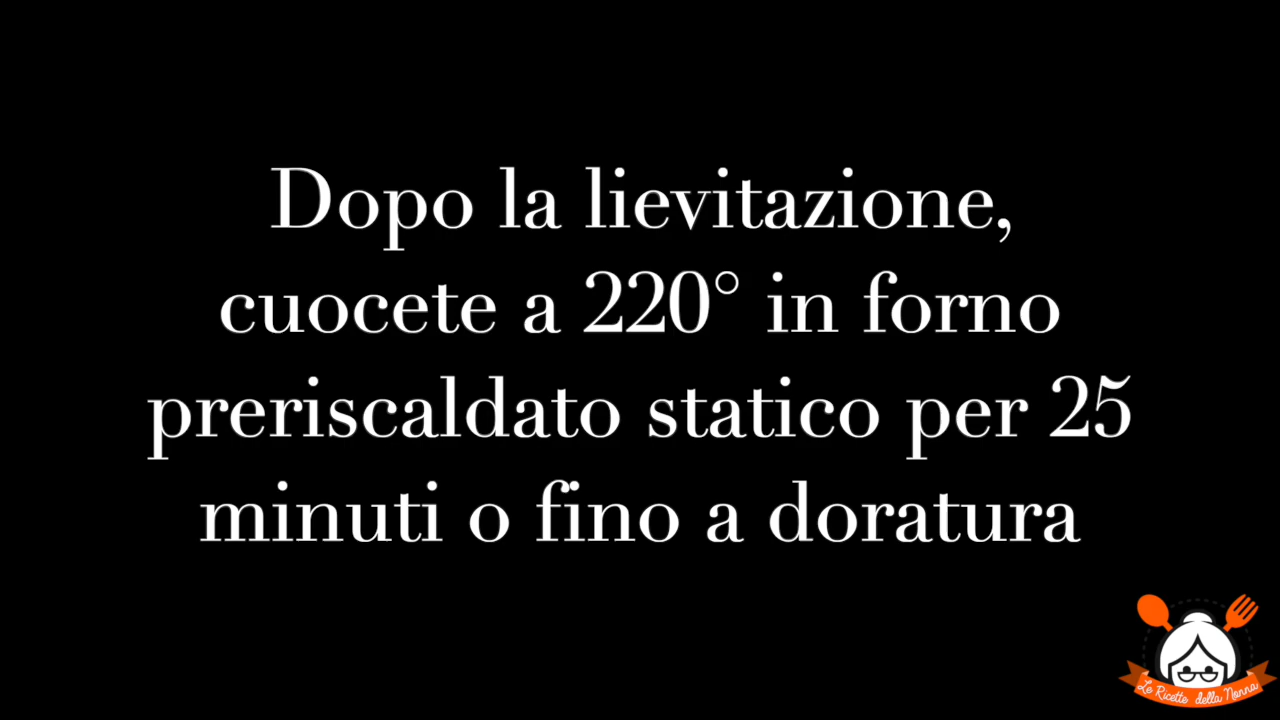 Dopo la lievitazione,
cuocete a 220° in forno
preriscaldato statico per 25
minuti o fino a doratura
Le Ricette della Nonna